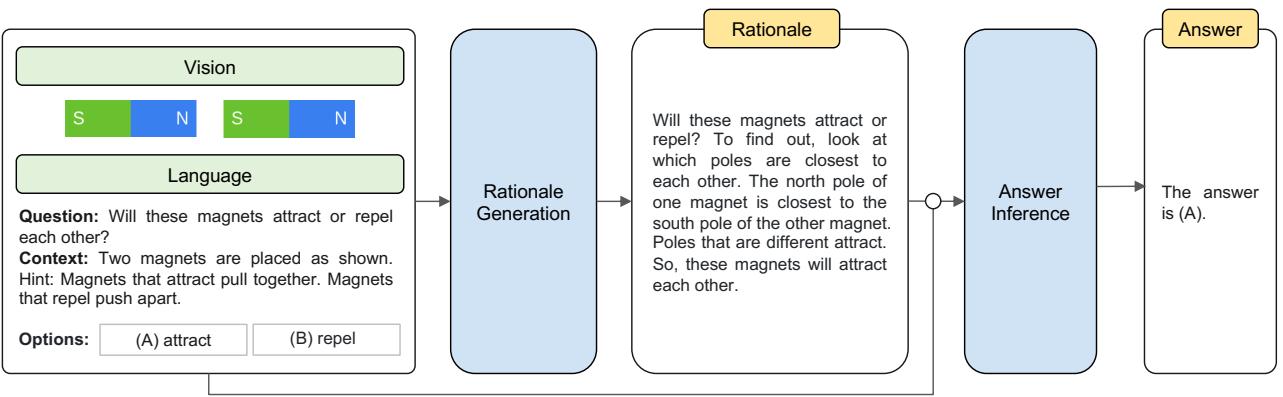 Vision
S N S N
Language
Question: Will these magnets attract or repel
each other?
Context: Two magnets are placed as shown.
Hint: Magnets that attract pull together. Magnets
that repel push apart.
Options: (A) attract (B) repel
Rationale
Generation
Rationale
Will these magnets attract or
repel? To find out, look at
which poles are closest to
each other. The north pole of
one magnet is closest to the
south pole of the other magnet.
Poles that are different attract.
So, these magnets will attract
each other.
Answer
Inference
Answer
The answer
is (A).